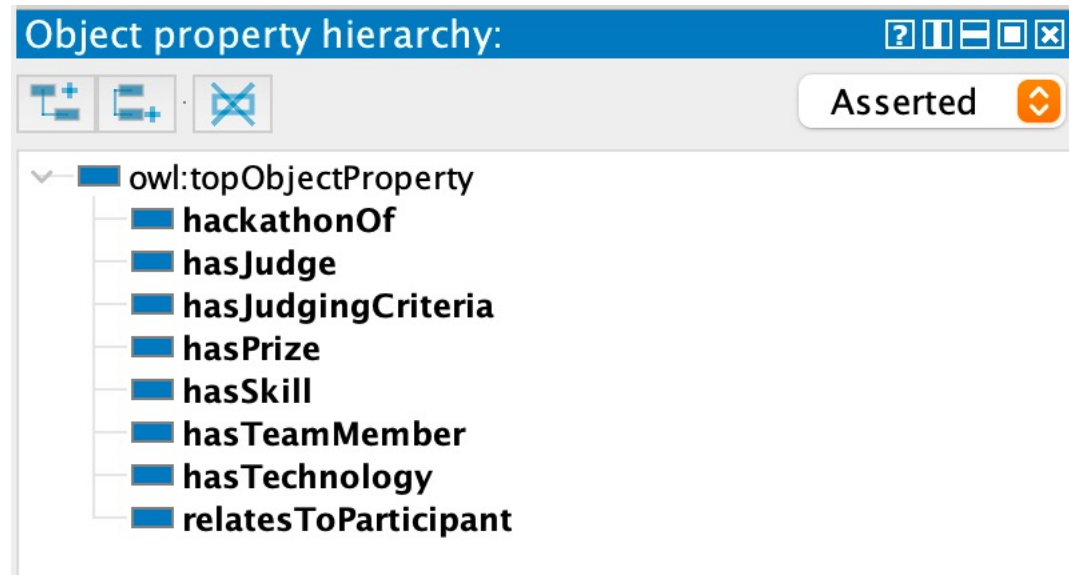 Object property hierarchy:
Asserted
owl:topObjectProperty
hackathonOf
hasJudge
hasJudgingCriteria
hasPrize
hasSkill
hasTeamMember
hasTechnology
relatesToParticipant